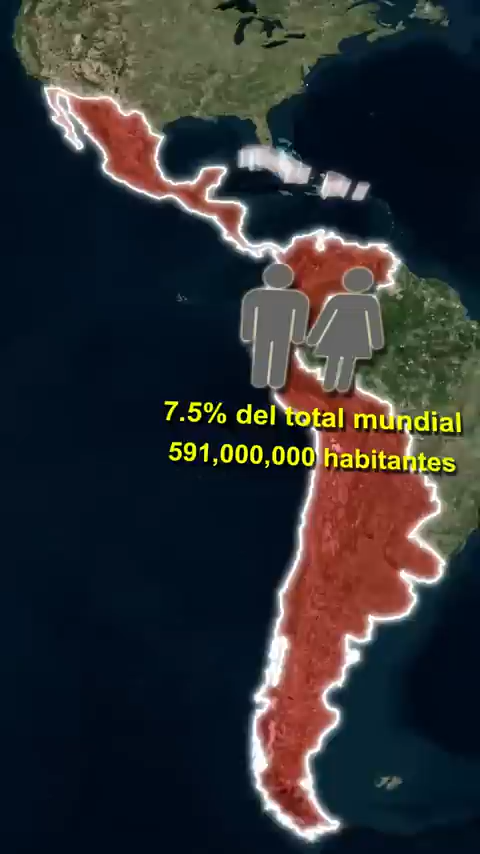 7.5% del total mundial
591,000,000 habitantes